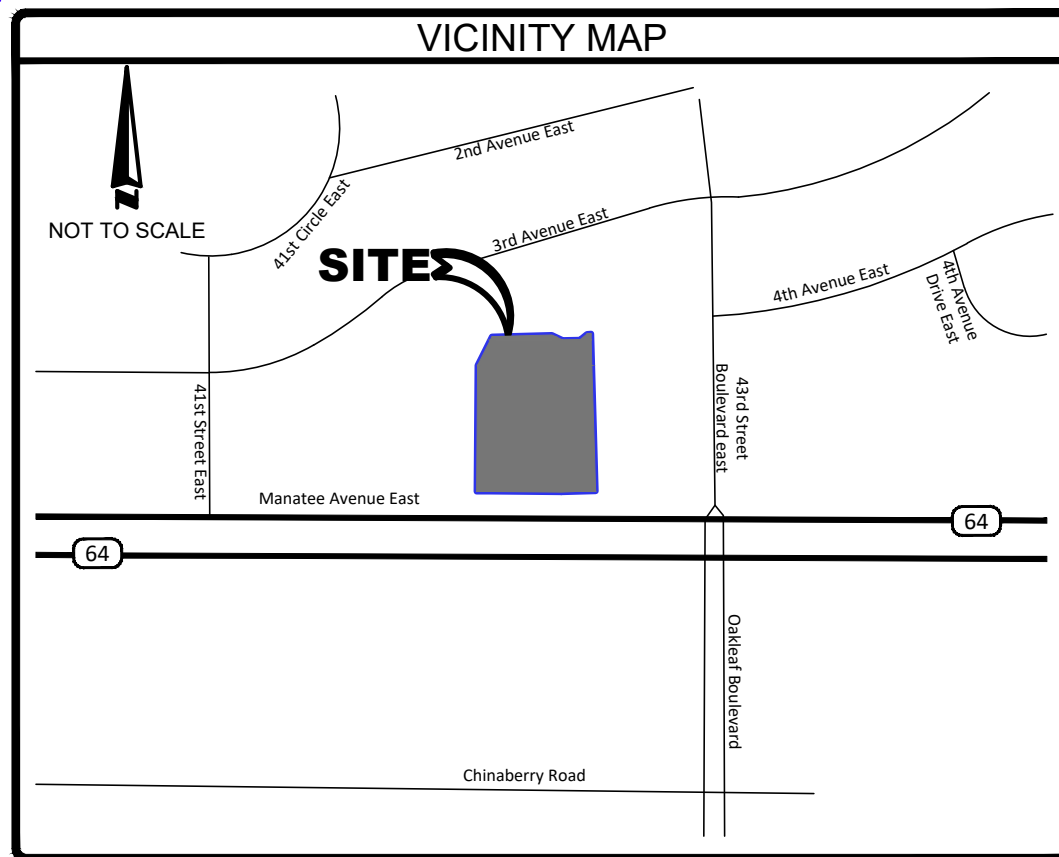 VICINITY MAP
2nd Avenue East
41st Circle East
N
NOT TO SCALE
3rd Avenue East
SITE
4th Avenue East
4th Avenue
Drive East
41st Street East
43rd Street
Boulevard east
Manatee Avenue East
64
64
Oakleaf Boulevard
Chinaberry Road